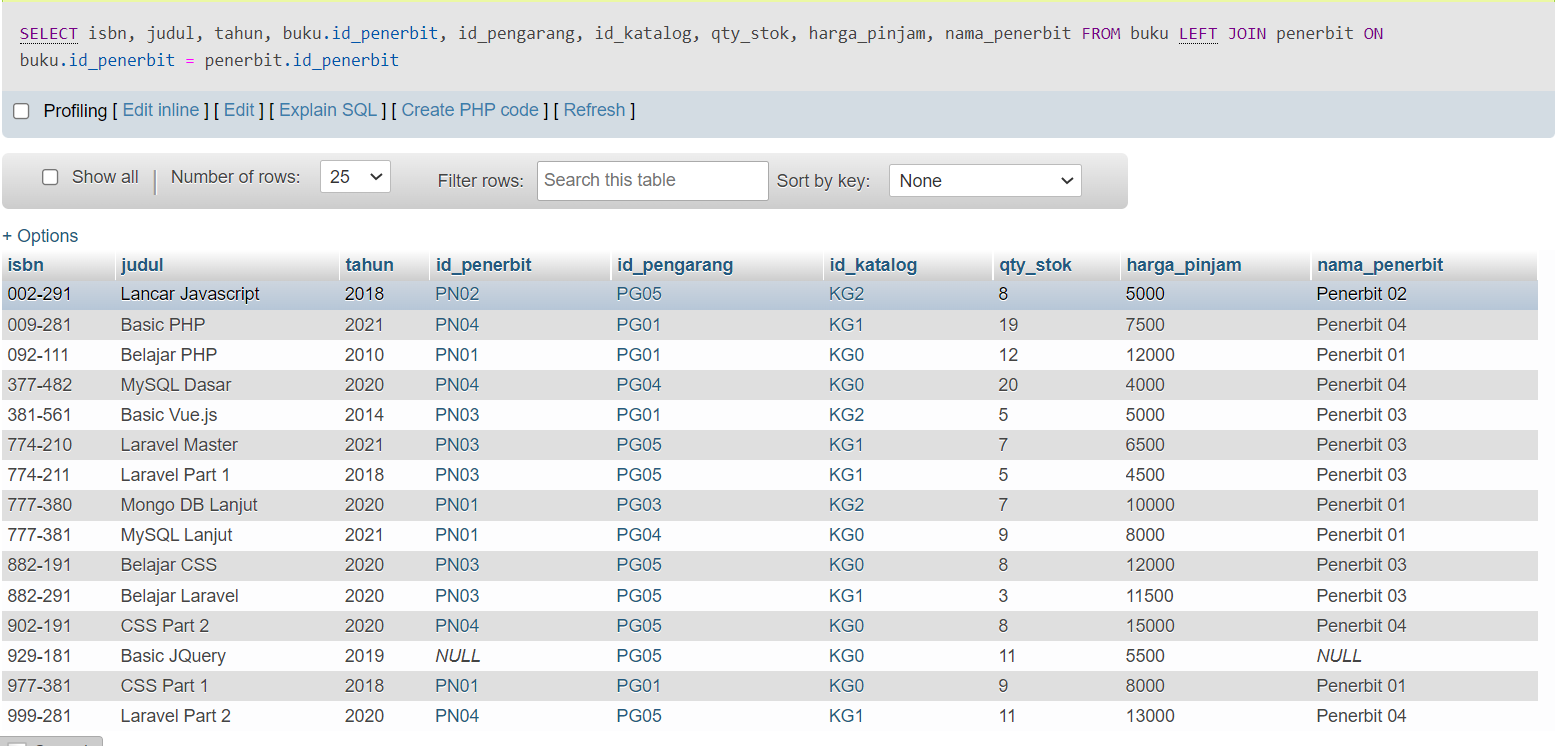 SELECT isbn, judul, tahun, buku.id_penerbit, id_pengarang, id_katalog, qty_stok, harga_pinjam, nama_penerbit FROM buku LEFT JOIN penerbit ON
buku.id_penerbit = penerbit.id_penerbit
Profiling [ Edit inline ] [ Edit ] [ Explain SQL ] [ Create PHP code ] [ Refresh ]
Show all | Number of rows: 25 Filter rows: Search this table Sort by key: None
+ Options
isbn judul tahun id_penerbit id_pengarang id_katalog qty_stok harga_pinjam nama_penerbit
002-291 Lancar Javascript 2018 PN02 PG05 KG2 8 5000 Penerbit 02
009-281 Basic PHP 2021 PN04 PG01 KG1 19 7500 Penerbit 04
092-111 Belajar PHP 2010 PN01 PG01 KG0 12 12000 Penerbit 01
377-482 MySQL Dasar 2020 PN04 PG04 KG0 20 4000 Penerbit 04
381-561 Basic Vue.js 2014 PN03 PG01 KG2 5 5000 Penerbit 03
774-210 Laravel Master 2021 PN03 PG05 KG1 7 6500 Penerbit 03
774-211 Laravel Part 1 2018 PN03 PG05 KG1 5 4500 Penerbit 03
777-380 Mongo DB Lanjut 2020 PN01 PG03 KG2 7 10000 Penerbit 01
777-381 MySQL Lanjut 2021 PN01 PG04 KG0 9 8000 Penerbit 01
882-191 Belajar CSS 2020 PN03 PG05 KG0 8 12000 Penerbit 03
882-291 Belajar Laravel 2020 PN03 PG05 KG1 3 11500 Penerbit 03
902-191 CSS Part 2 2020 PN04 PG05 KG0 8 15000 Penerbit 04
929-181 Basic JQuery 2019 NULL PG05 KG0 11 5500 NULL
977-381 CSS Part 1 2018 PN01 PG01 KG0 9 8000 Penerbit 01
999-281 Laravel Part 2 2020 PN04 PG05 KG1 11 13000 Penerbit 04